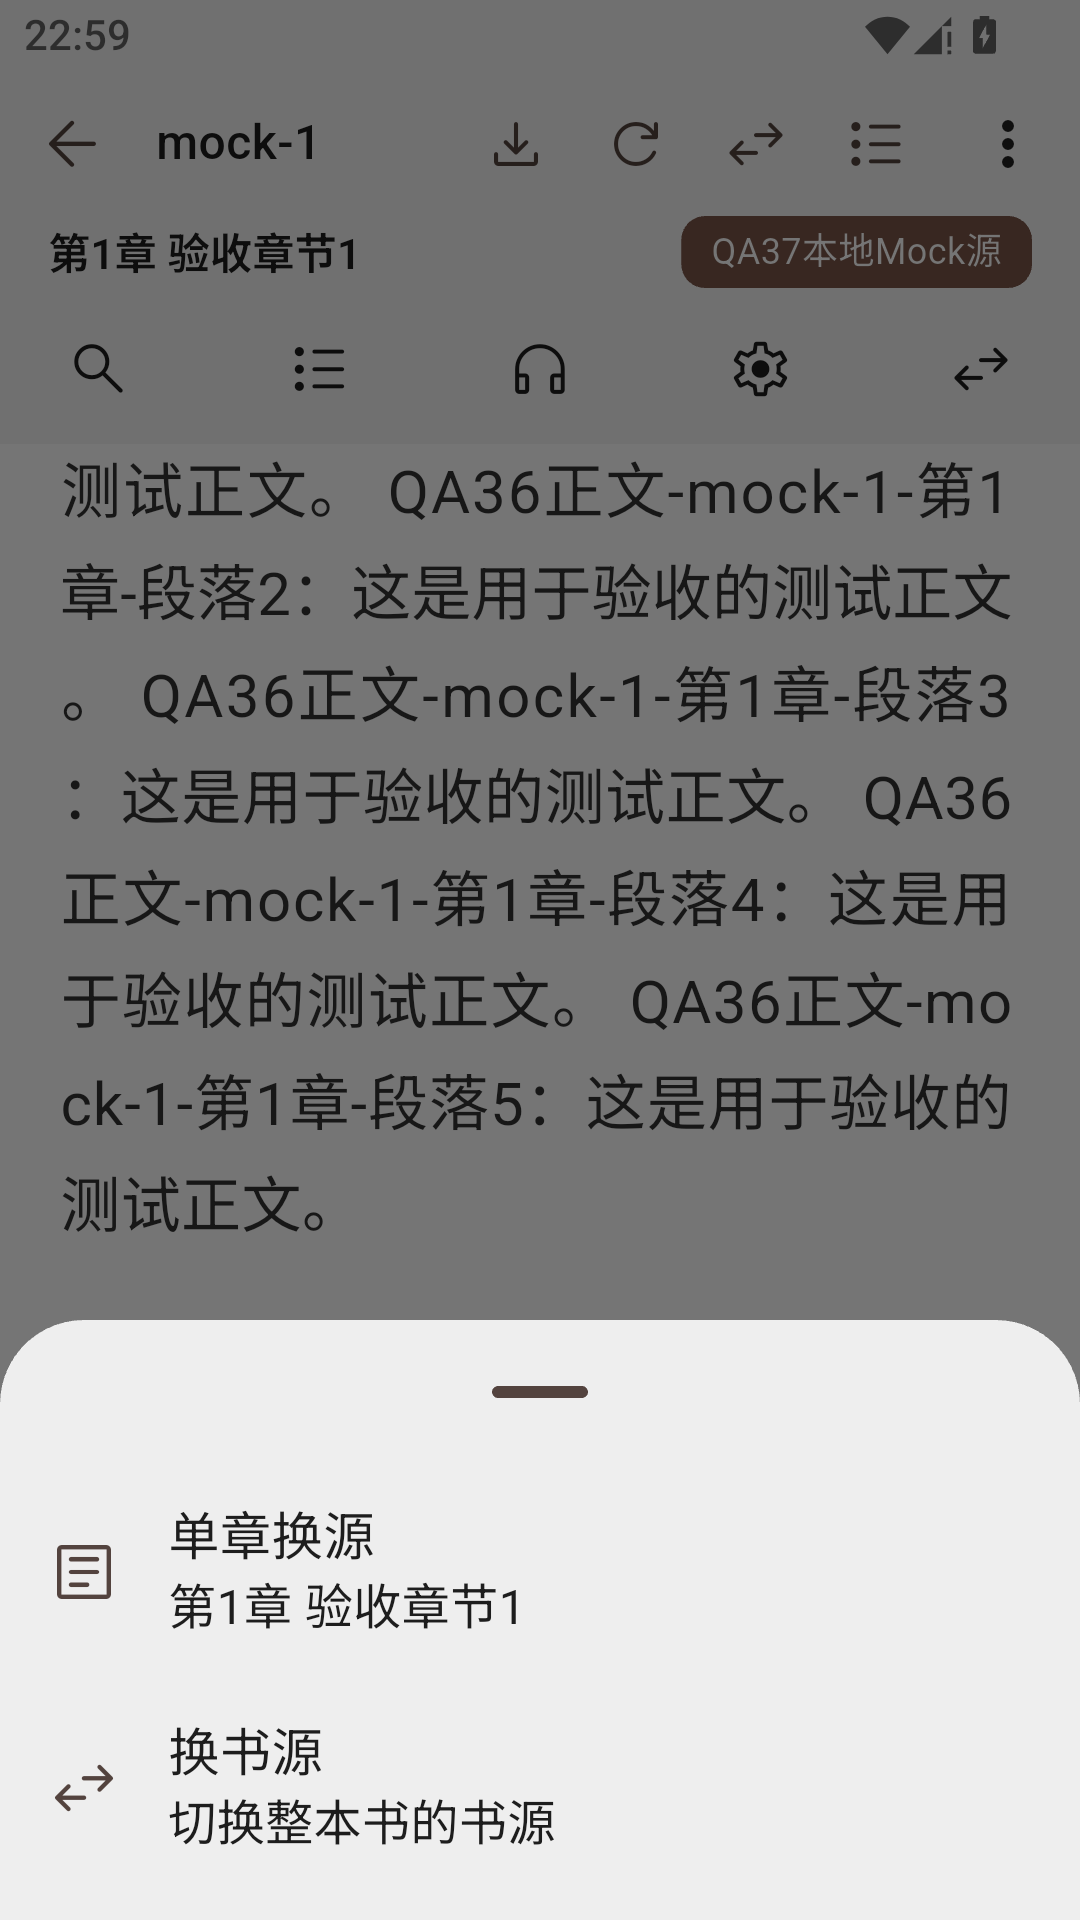 22:59
mock-1
第1章 验收章节1
QA37本地Mock源
测试正文。 QA36正文-mock-1-第1
章-段落2：这是用于验收的测试正文
。 QA36正文-mock-1-第1章-段落3
：这是用于验收的测试正文。 QA36
正文-mock-1-第1章-段落4：这是用
于验收的测试正文。 QA36正文-mo
ck-1-第1章-段落5：这是用于验收的
测试正文。
单章换源
第1章 验收章节1
换书源
切换整本书的书源